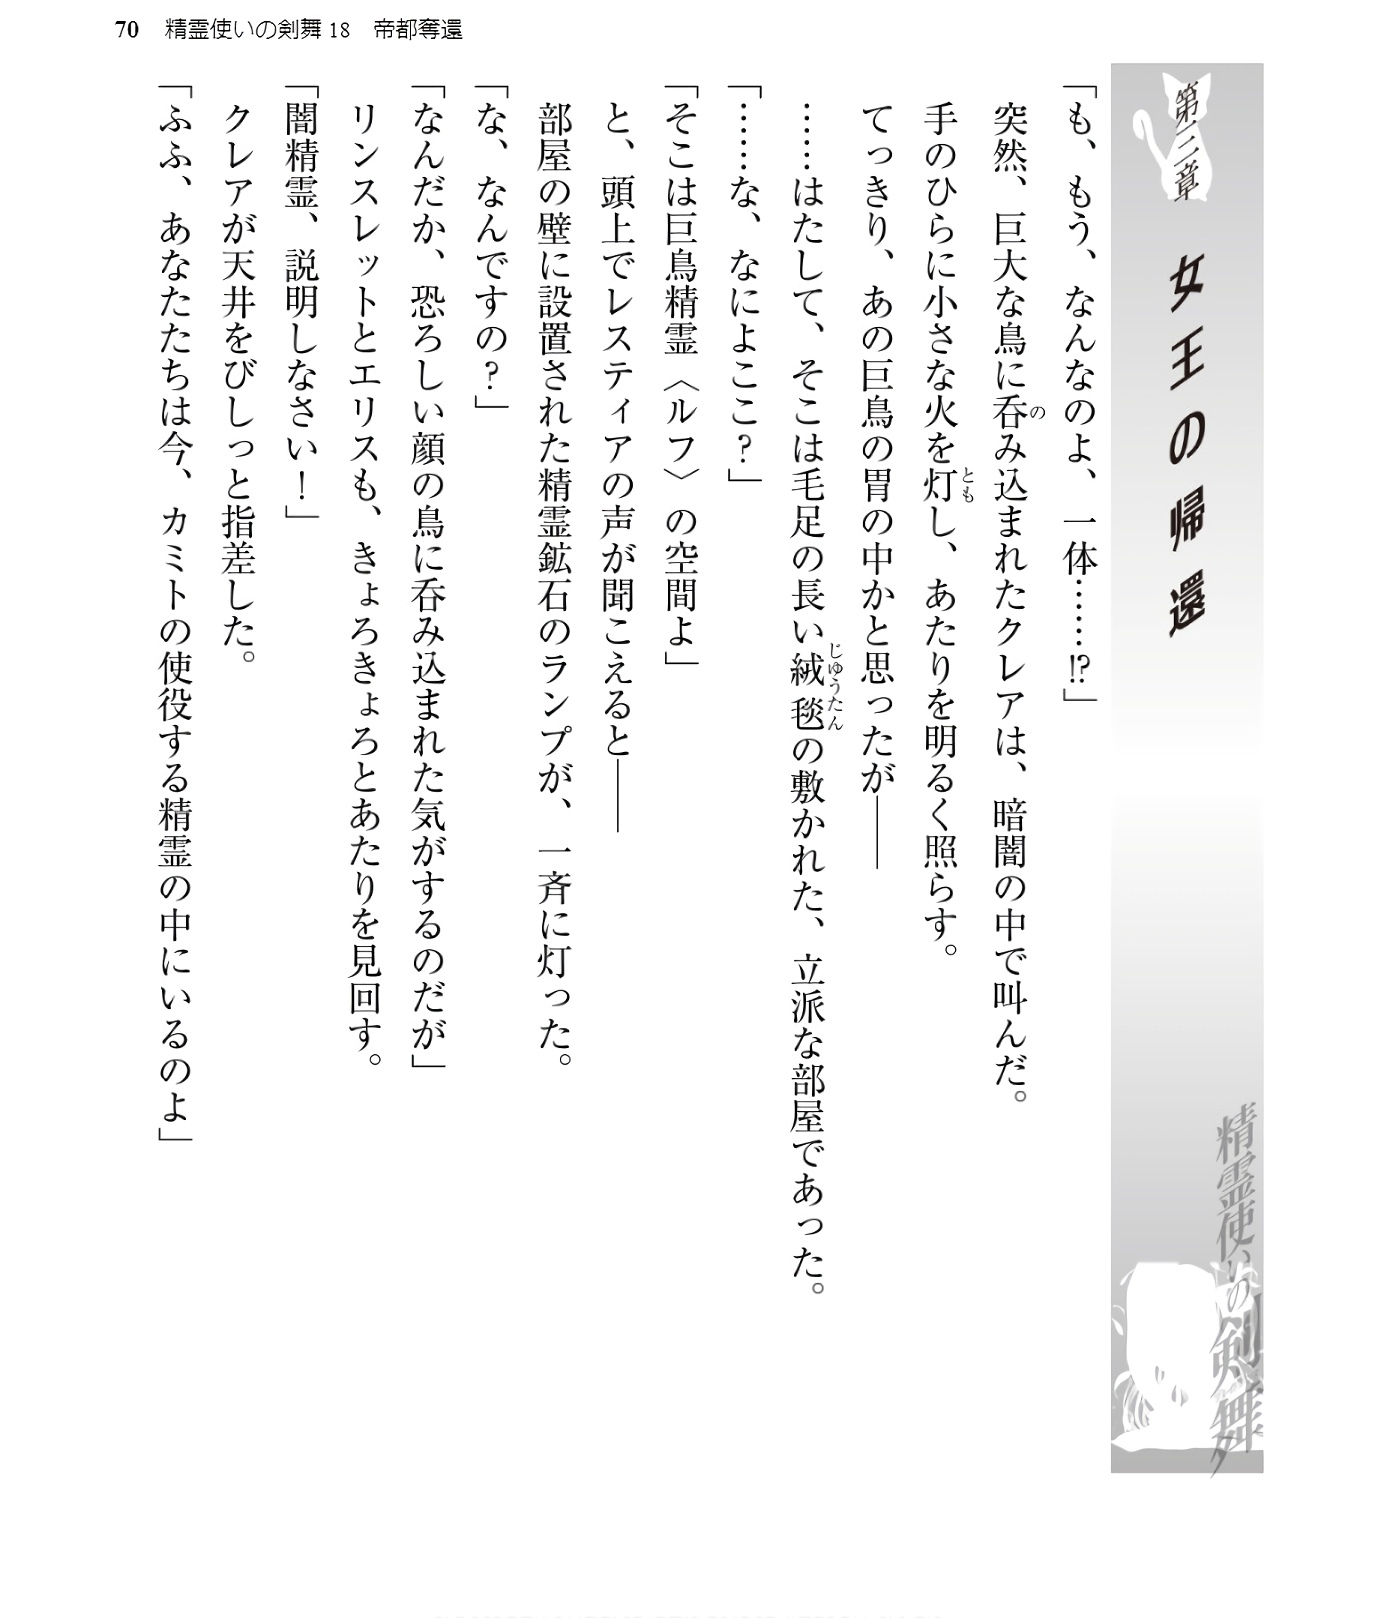 70 精霊使いの剣舞 18 帝都奪還
第三章
女王の帰還
精霊使いの剣舞
「も、もう、なんなのよ、一体……!?」
突然、巨大な鳥に呑み込まれたクレアは、暗闇の中で叫んだ。
の
手のひらに小さな火を灯し、あたりを明るく照らす。
とも
てっきり、あの巨鳥の胃の中かと思ったが――
……はたして、そこは毛足の長い絨毯の敷かれた、立派な部屋であった。
じゅうたん
「……な、なによここ?」
「そこは巨鳥精霊〈ルフ〉の空間よ」
と、頭上でレスティアの声が聞こえると――
部屋の壁に設置された精霊鉱石のランプが、一斉に灯った。
「な、なんですの?」
「なんだか、恐ろしい顔の鳥に呑み込まれた気がするのだが」
リンスレットとエリスも、きょろきょろとあたりを見回す。
「闇精霊、説明しなさい!」
クレアが天井をびしっと指差した。
「ふふ、あなたたちは今、カミトの使役する精霊の中にいるのよ」